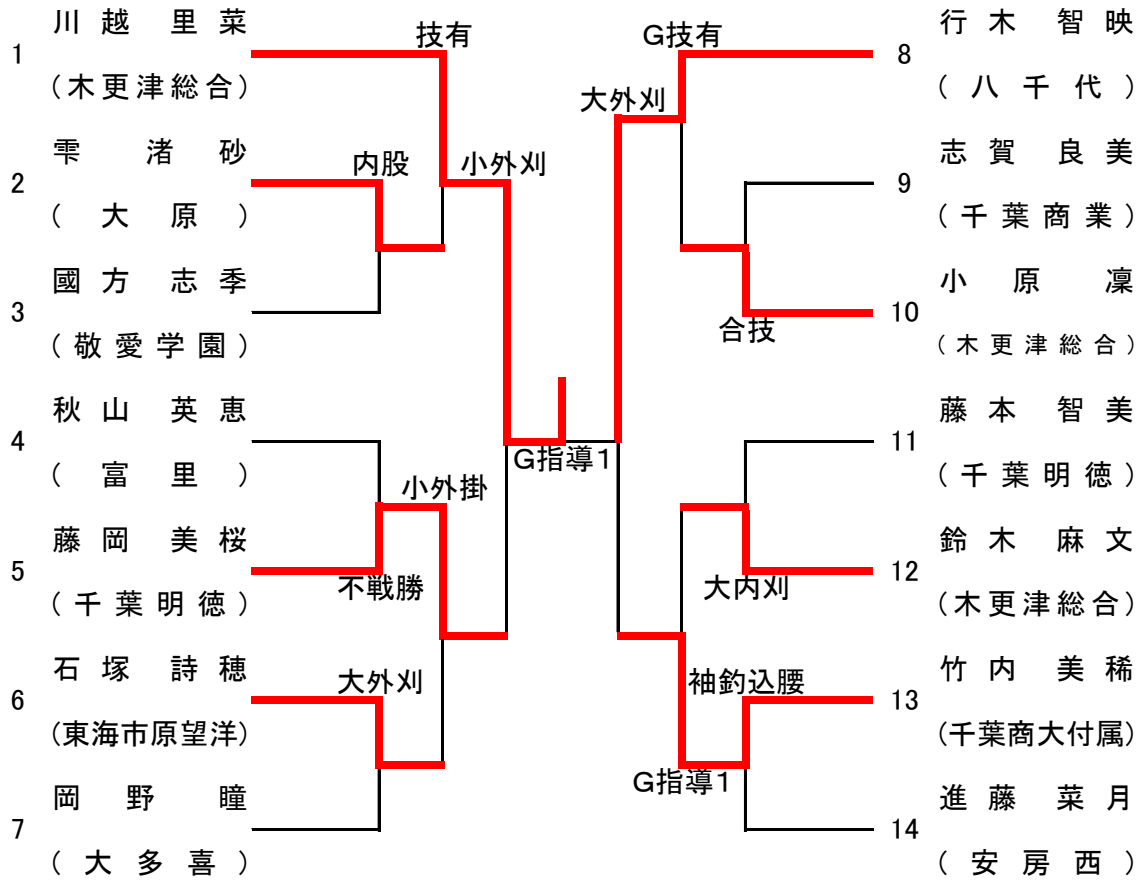 川越 里菜
1
(木更津総合)
雫 渚砂
2
(大原)
國方 志季
3
(敬愛学園)
秋山 英恵
4
(富里)
藤岡 美桜
5
(千葉明徳)
石塚 詩穂
6
(東海市原望洋)
岡野 瞳
7
(大多喜)
技有
内股
小外刈
小外掛
不戦勝
大外刈
G指導1
G技有
大外刈
合技
大内刈
袖釣込腰
G指導1
行木 智映
8
(八千代)
志賀 良美
9
(千葉商業)
小原 凜
10
(木更津総合)
藤本 智美
11
(千葉明徳)
鈴木 麻文
12
(木更津総合)
竹内 美稀
13
(千葉商大付属)
進藤 菜月
14
(安房西)